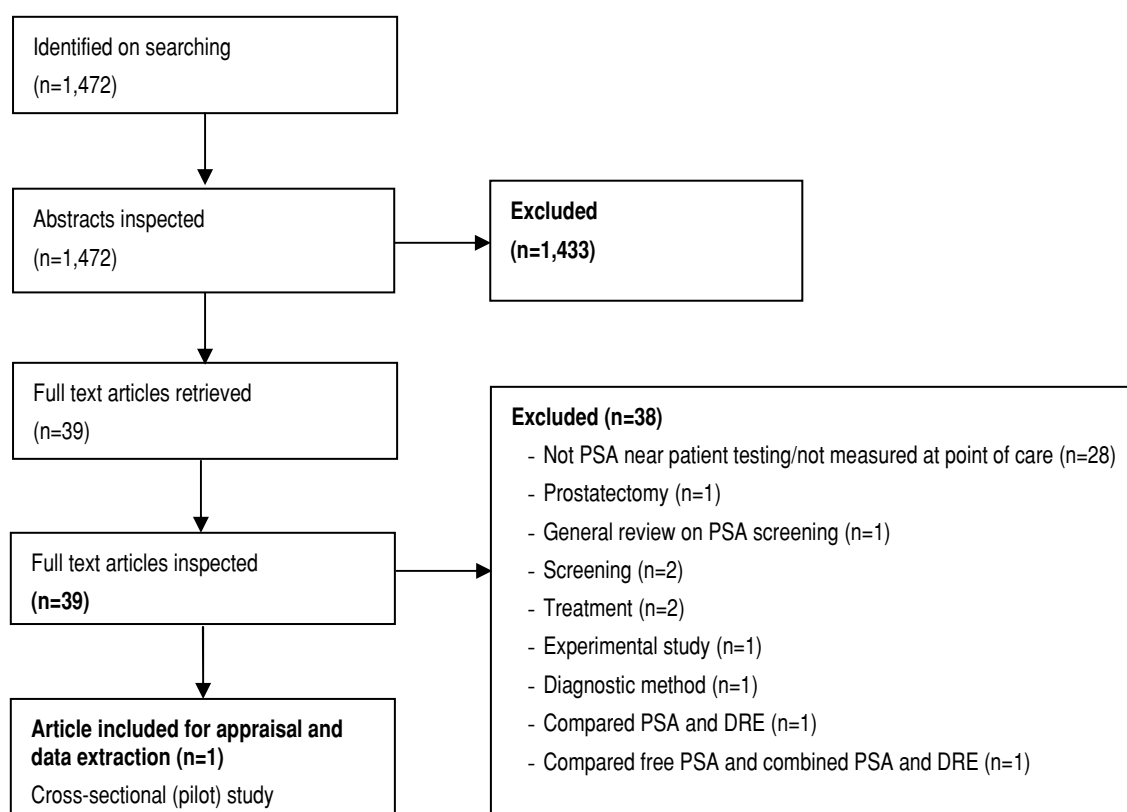 Identified on searching
(n=1,472)
Abstracts inspected
(n=1,472)
Excluded
(n=1,433)
Full text articles retrieved
(n=39)
Full text articles inspected
(n=39)
Excluded (n=38)
- Not PSA near patient testing/not measured at point of care (n=28)
- Prostatectomy (n=1)
- General review on PSA screening (n=1)
- Screening (n=2)
- Treatment (n=2)
- Experimental study (n=1)
- Diagnostic method (n=1)
- Compared PSA and DRE (n=1)
- Compared free PSA and combined PSA and DRE (n=1)
Article included for appraisal and
data extraction (n=1)
Cross-sectional (pilot) study